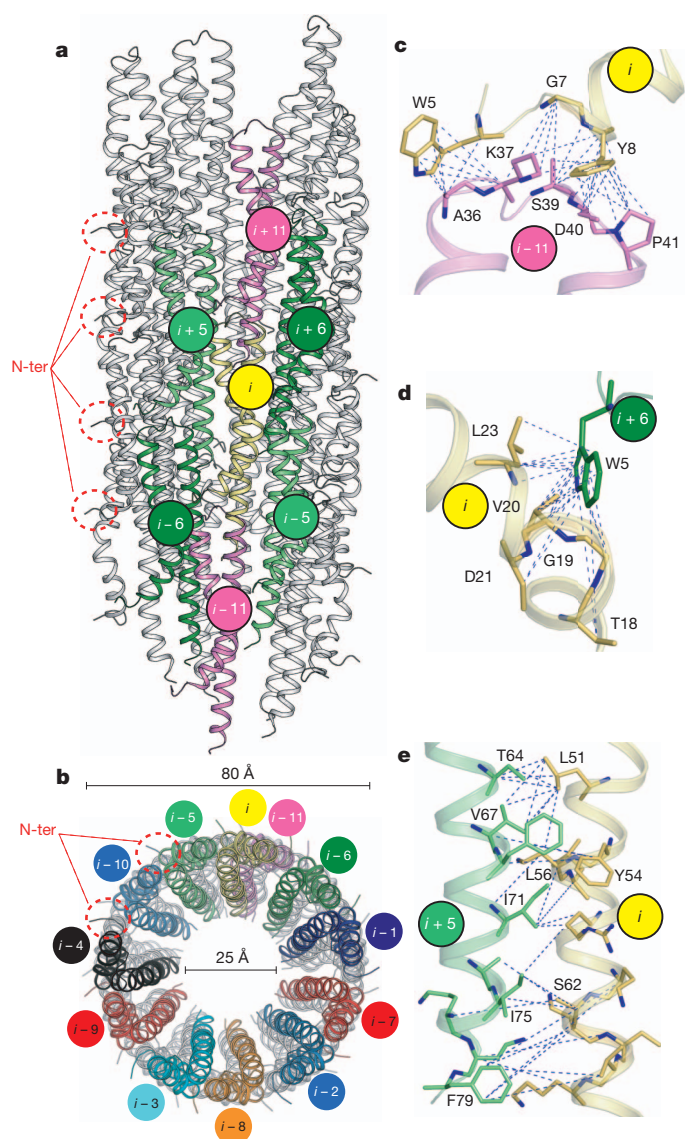 a
i + 11
i + 5
i + 6
N-ter
i
i – 6
i – 5
i – 11
b
80 Å
N-ter
i – 5
i
i – 11
i – 10
i – 6
i – 4
i – 1
25 Å
i – 9
i – 7
i – 3
i – 2
i – 8
c
i
G7
W5
K37
Y8
S39
A36
D40
P41
i – 11
d
i + 6
L23
W5
i
V20
G19
D21
T18
e
T64
L51
V67
L56
Y54
I71
i + 5
i
S62
I75
F79